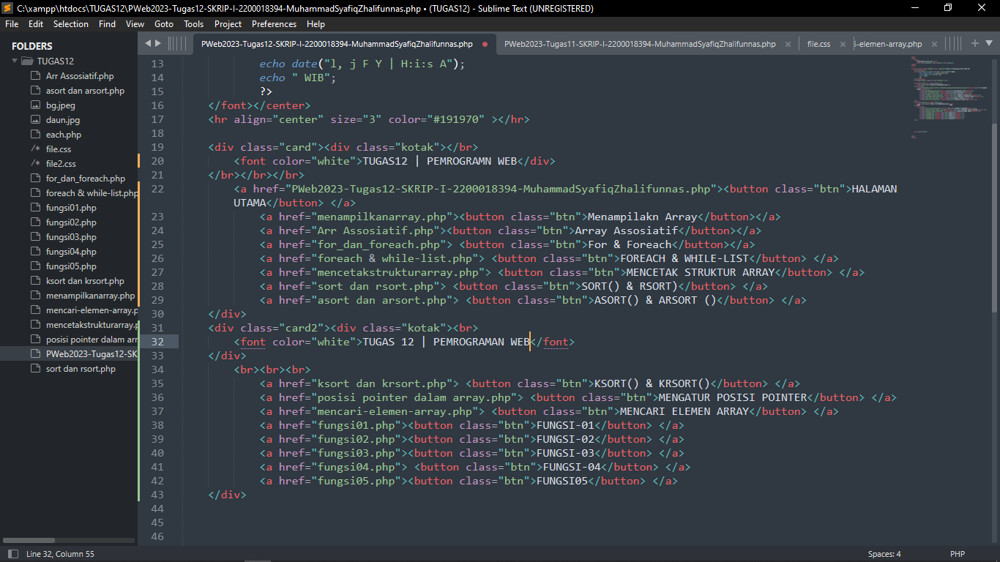 C:\xampp\htdocs\TUGAS12\PWeb2023-Tugas12-SKRIP-I-2200018394-MuhammadSyafiqZhalifunnas.php • (TUGAS12) - Sublime Text (UNREGISTERED)
File Edit Selection Find View Goto Tools Project Preferences Help
FOLDERS
TUGAS12
Arr Assosiatif.php
asort dan arsort.php
bg.jpeg
daun.jpg
each.php
/* file.css
/* file2.css
for_dan_foreach.php
foreach & while-list.php
fungsi01.php
fungsi02.php
fungsi03.php
fungsi04.php
fungsi05.php
ksort dan krsort.php
menampilkanarray.php
mencari-elemen-array.p
mencetakstrukturarray.p
posisi pointer dalam arr
PWeb2023-Tugas12-SK
sort dan rsort.php
PWeb2023-Tugas12-SKRIP-I-2200018394-MuhammadSyafiqZhalifunnas.php
PWeb2023-Tugas11-SKRIP-I-2200018394-MuhammadSyafiqZhalifunnas.php
file.css
i-elemen-array.php
13 echo date("l, j F Y | H:i:s A");
14 echo " WIB";
15 ?>
16 </font></center>
17 <hr align="center" size="3" color="#191970" ></hr>
18
19 <div class="card"><div class="kotak"></br>
20 <font color="white">TUGAS12 | PEMROGRAMN WEB</div>
21 </br></br></br>
22 <a href="PWeb2023-Tugas12-SKRIP-I-2200018394-MuhammadSyafiqZhalifunnas.php"><button class="btn">HALAMAN
UTAMA</button> </a>
23 <a href="menampilkanarray.php"><button class="btn">Menampilakn Array</button></a>
24 <a href="Arr Assosiatif.php"><button class="btn">Array Assosiatif</button></a>
25 <a href="for_dan_foreach.php"> <button class="btn">For & Foreach</button></a>
26 <a href="foreach & while-list.php"> <button class="btn">FOREACH & WHILE-LIST</button> </a>
27 <a href="mencetakstrukturarray.php"> <button class="btn">MENCETAK STRUKTUR ARRAY</button> </a>
28 <a href="sort dan rsort.php"> <button class="btn">SORT() & RSORT)</button> </a>
29 <a href="asort dan arsort.php"> <button class="btn">ASORT() & ARSORT ()</button> </a>
30 </div>
31 <div class="card2"><div class="kotak"><br>
32 <font color="white">TUGAS 12 | PEMROGRAMAN WEB</font>
33 </div>
34 <br><br><br>
35 <a href="ksort dan krsort.php"> <button class="btn">KSORT() & KRSORT()</button> </a>
36 <a href="posisi pointer dalam array.php"> <button class="btn">MENGATUR POSISI POINTER</button> </a>
37 <a href="mencari-elemen-array.php"> <button class="btn">MENCARI ELEMEN ARRAY</button> </a>
38 <a href="fungsi01.php"><button class="btn">FUNGSI-01</button> </a>
39 <a href="fungsi02.php"><button class="btn">FUNGSI-02</button> </a>
40 <a href="fungsi03.php"><button class="btn">FUNGSI-03</button> </a>
41 <a href="fungsi04.php"> <button class="btn">FUNGSI-04</button> </a>
42 <a href="fungsi05.php"><button class="btn">FUNGSI05</button> </a>
43 </div>
44
45
46
Line 32, Column 55
Spaces: 4
PHP